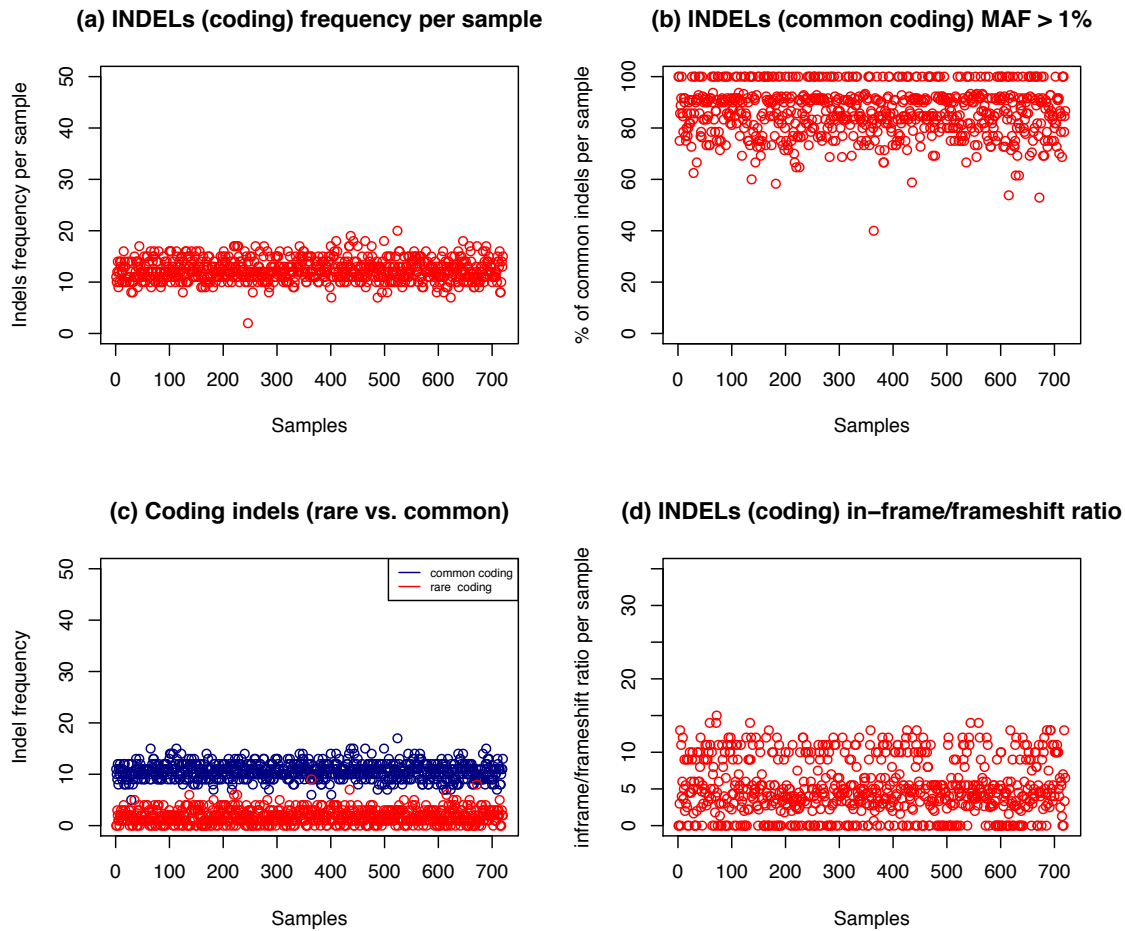 (a) INDELs (coding) frequency per sample
Indels frequency per sample
50
40
30
20
10
0
0 100 200 300 400 500 600 700
Samples
(b) INDELs (common coding) MAF > 1%
% of common indels per sample
100
80
60
40
20
0
0 100 200 300 400 500 600 700
Samples
(c) Coding indels (rare vs. common)
Indel frequency
50
40
30
20
10
0
common coding
rare coding
0 100 200 300 400 500 600 700
Samples
(d) INDELs (coding) in−frame/frameshift ratio
inframe/frameshift ratio per sample
30
20
10
5
0
0 100 200 300 400 500 600 700
Samples